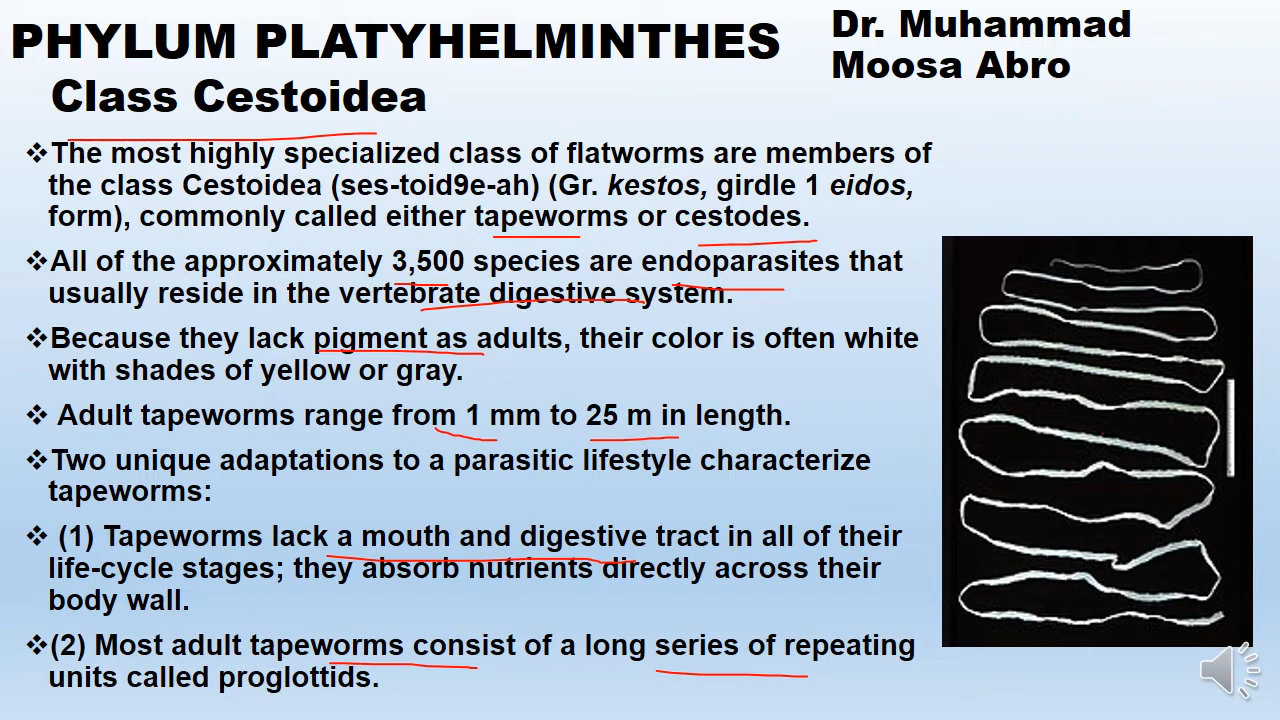 PHYLUM PLATYHELMINTHES
Class Cestoidea
Dr. Muhammad
Moosa Abro
❖The most highly specialized class of flatworms are members of
the class Cestoidea (ses-toid9e-ah) (Gr. kestos, girdle 1 eidos,
form), commonly called either tapeworms or cestodes.
❖All of the approximately 3,500 species are endoparasites that
usually reside in the vertebrate digestive system.
❖Because they lack pigment as adults, their color is often white
with shades of yellow or gray.
❖ Adult tapeworms range from 1 mm to 25 m in length.
❖Two unique adaptations to a parasitic lifestyle characterize
tapeworms:
❖ (1) Tapeworms lack a mouth and digestive tract in all of their
life-cycle stages; they absorb nutrients directly across their
body wall.
❖(2) Most adult tapeworms consist of a long series of repeating
units called proglottids.